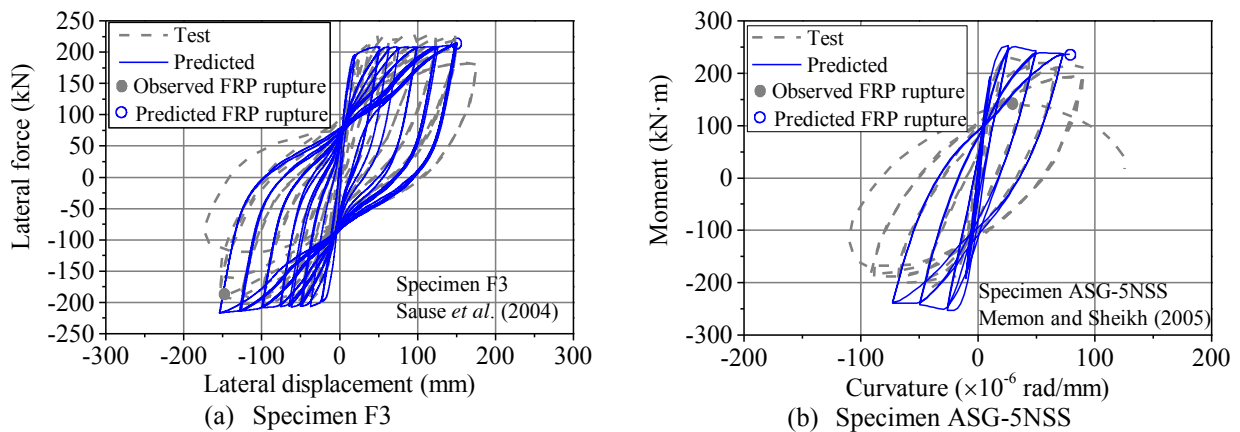 250
200
150
100
50
0
-50
-100
-150
-200
-250
Lateral force (kN)
Test
Predicted
Observed FRP rupture
Predicted FRP rupture
Specimen F3
Sause et al. (2004)
-300 -200 -100 0 100 200 300
Lateral displacement (mm)
(a) Specimen F3
300
200
100
0
-100
-200
-300
Moment (kN·m)
Test
Predicted
Observed FRP rupture
Predicted FRP rupture
Specimen ASG-5NSS
Memon and Sheikh (2005)
-200 -100 0 100 200
Curvature (×10⁻⁶ rad/mm)
(b) Specimen ASG-5NSS